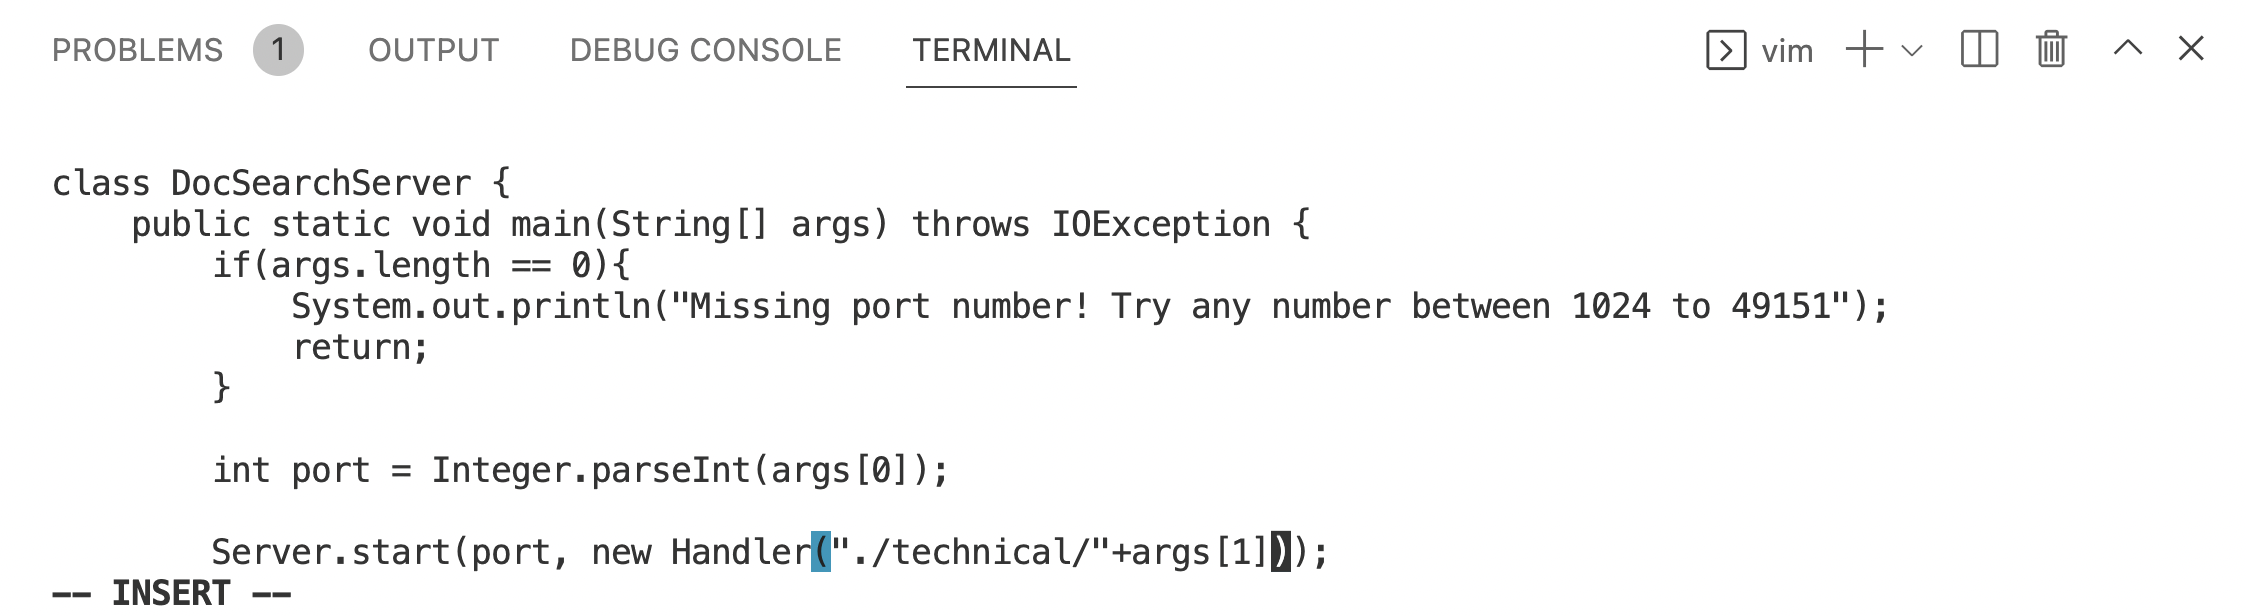 PROBLEMS 1 OUTPUT DEBUG CONSOLE TERMINAL vim
class DocSearchServer {
    public static void main(String[] args) throws IOException {
        if(args.length == 0){
            System.out.println("Missing port number! Try any number between 1024 to 49151");
            return;
        }
        int port = Integer.parseInt(args[0]);
        Server.start(port, new Handler("./technical/"+args[1]));
-- INSERT --